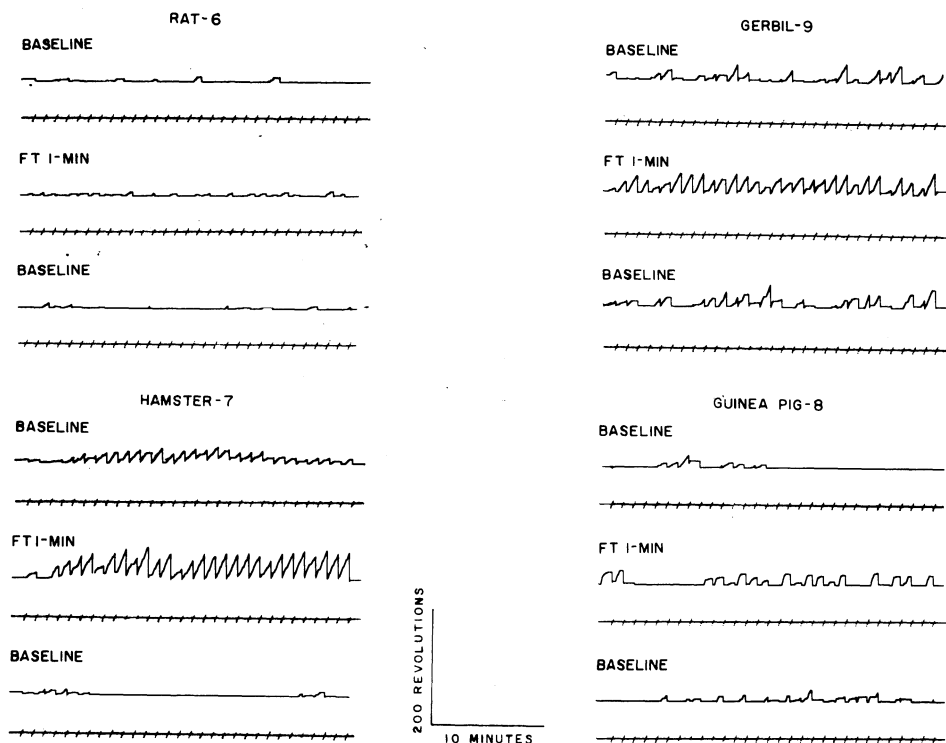 RAT-6
BASELINE
FT 1-MIN
BASELINE
GERBIL-9
BASELINE
FT 1-MIN
BASELINE
HAMSTER-7
BASELINE
FT 1-MIN
BASELINE
GUINEA PIG-8
BASELINE
FT 1-MIN
BASELINE
200 REVOLUTIONS
10 MINUTES